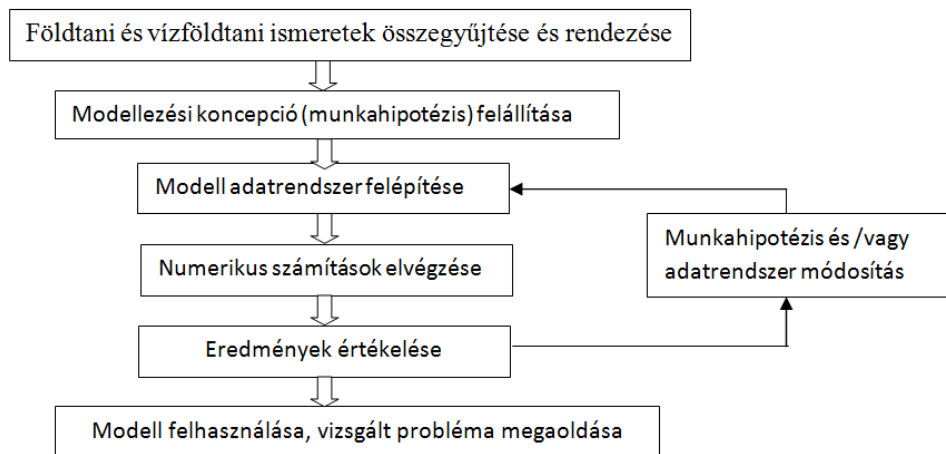 Földtani és vízföldtani ismeretek összegyűjtése és rendezése
Modellezési koncepció (munkahipotézis) felállítása
Modell adatrendszer felépítése
Numerikus számítások elvégzése
Eredmények értékelése
Modell felhasználása, vizsgált probléma megaoldása
Munkahipotézis és /vagy
adatrendszer módosítás